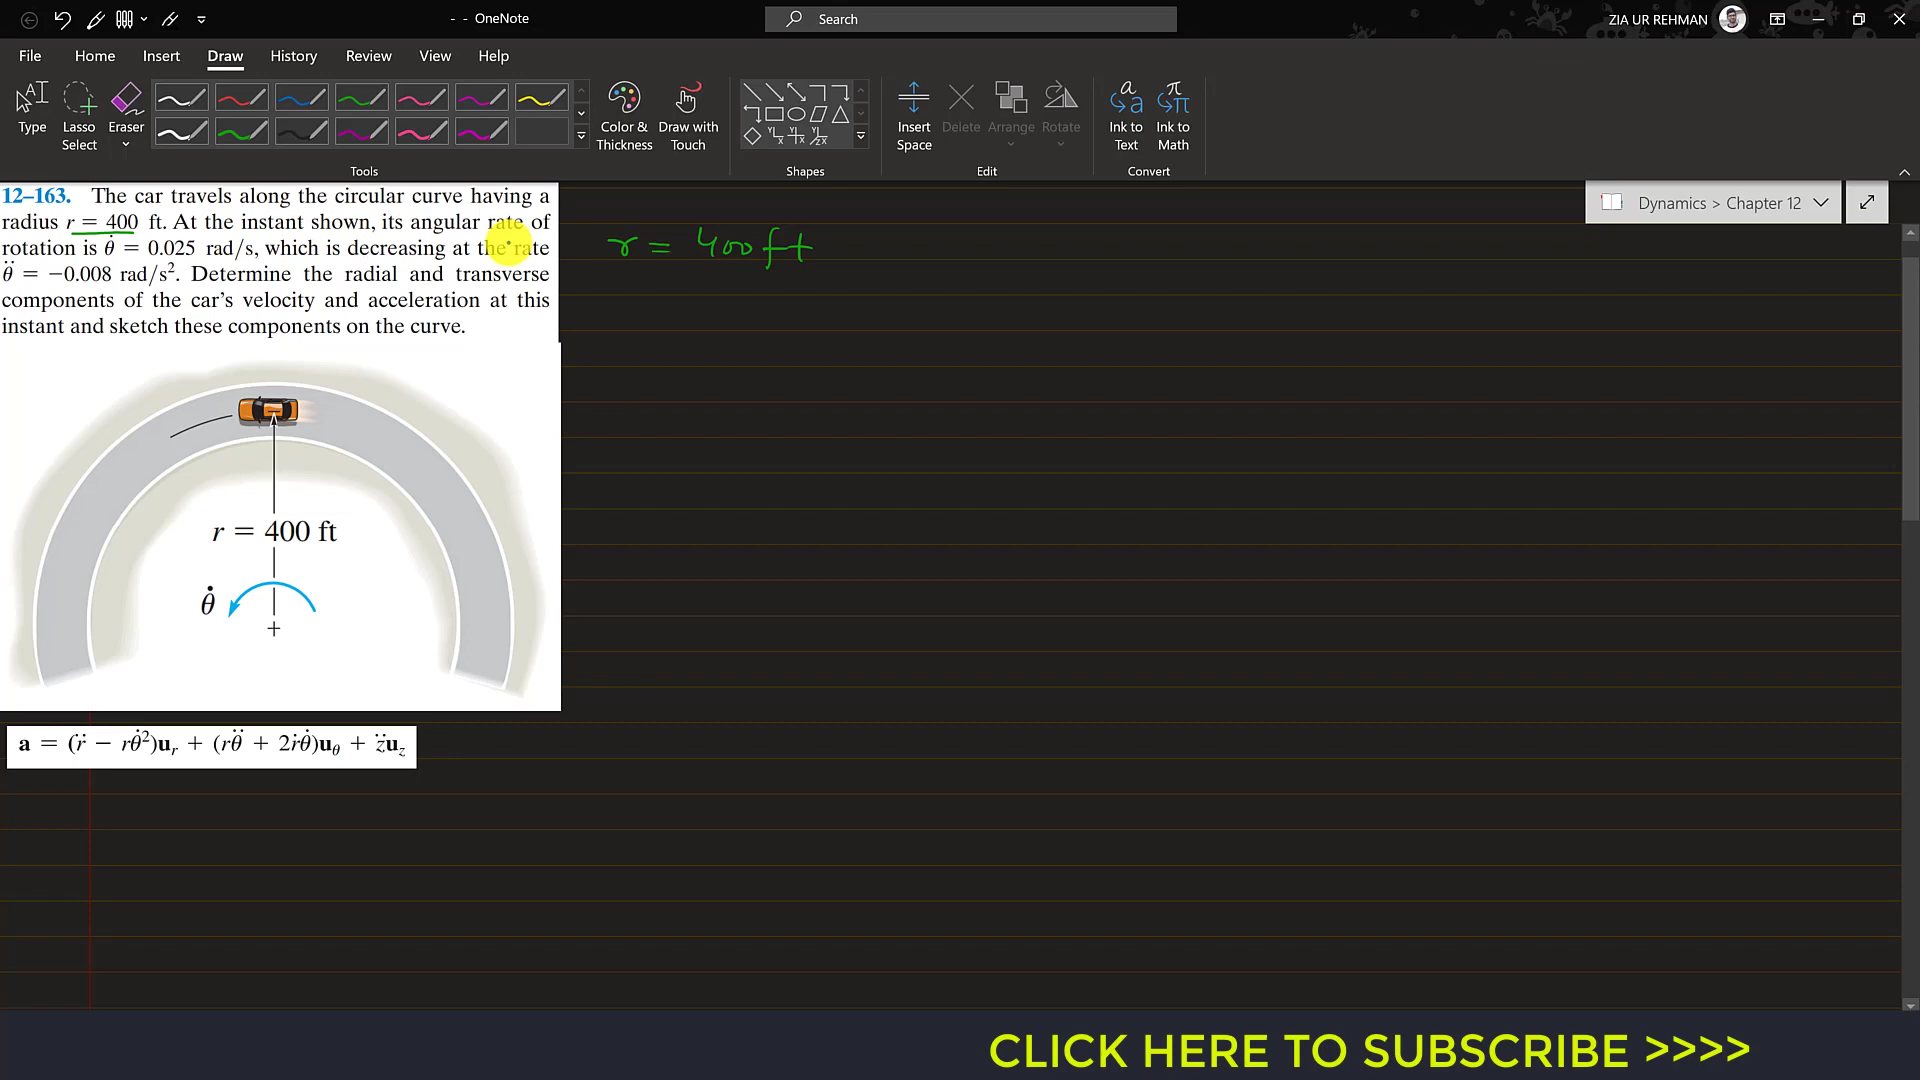 - - OneNote
Search
ZIA UR REHMAN
File Home Insert Draw History Review View Help
Type
Lasso Select
Eraser
Color & Thickness
Draw with Touch
Insert Space
Delete
Arrange
Rotate
Ink to Text
Ink to Math
Tools
Shapes
Edit
Convert
Dynamics > Chapter 12
12–163. The car travels along the circular curve having a
radius r = 400 ft. At the instant shown, its angular rate of
rotation is θ̇ = 0.025 rad/s, which is decreasing at the rate
θ̈ = −0.008 rad/s². Determine the radial and transverse
components of the car's velocity and acceleration at this
instant and sketch these components on the curve.
r = 400 ft
r = 400 ft
θ̇
a = (r̈ − rθ̇²)uᵣ + (rθ̈ + 2ṙθ̇)u_θ + z̈u_z
CLICK HERE TO SUBSCRIBE >>>>